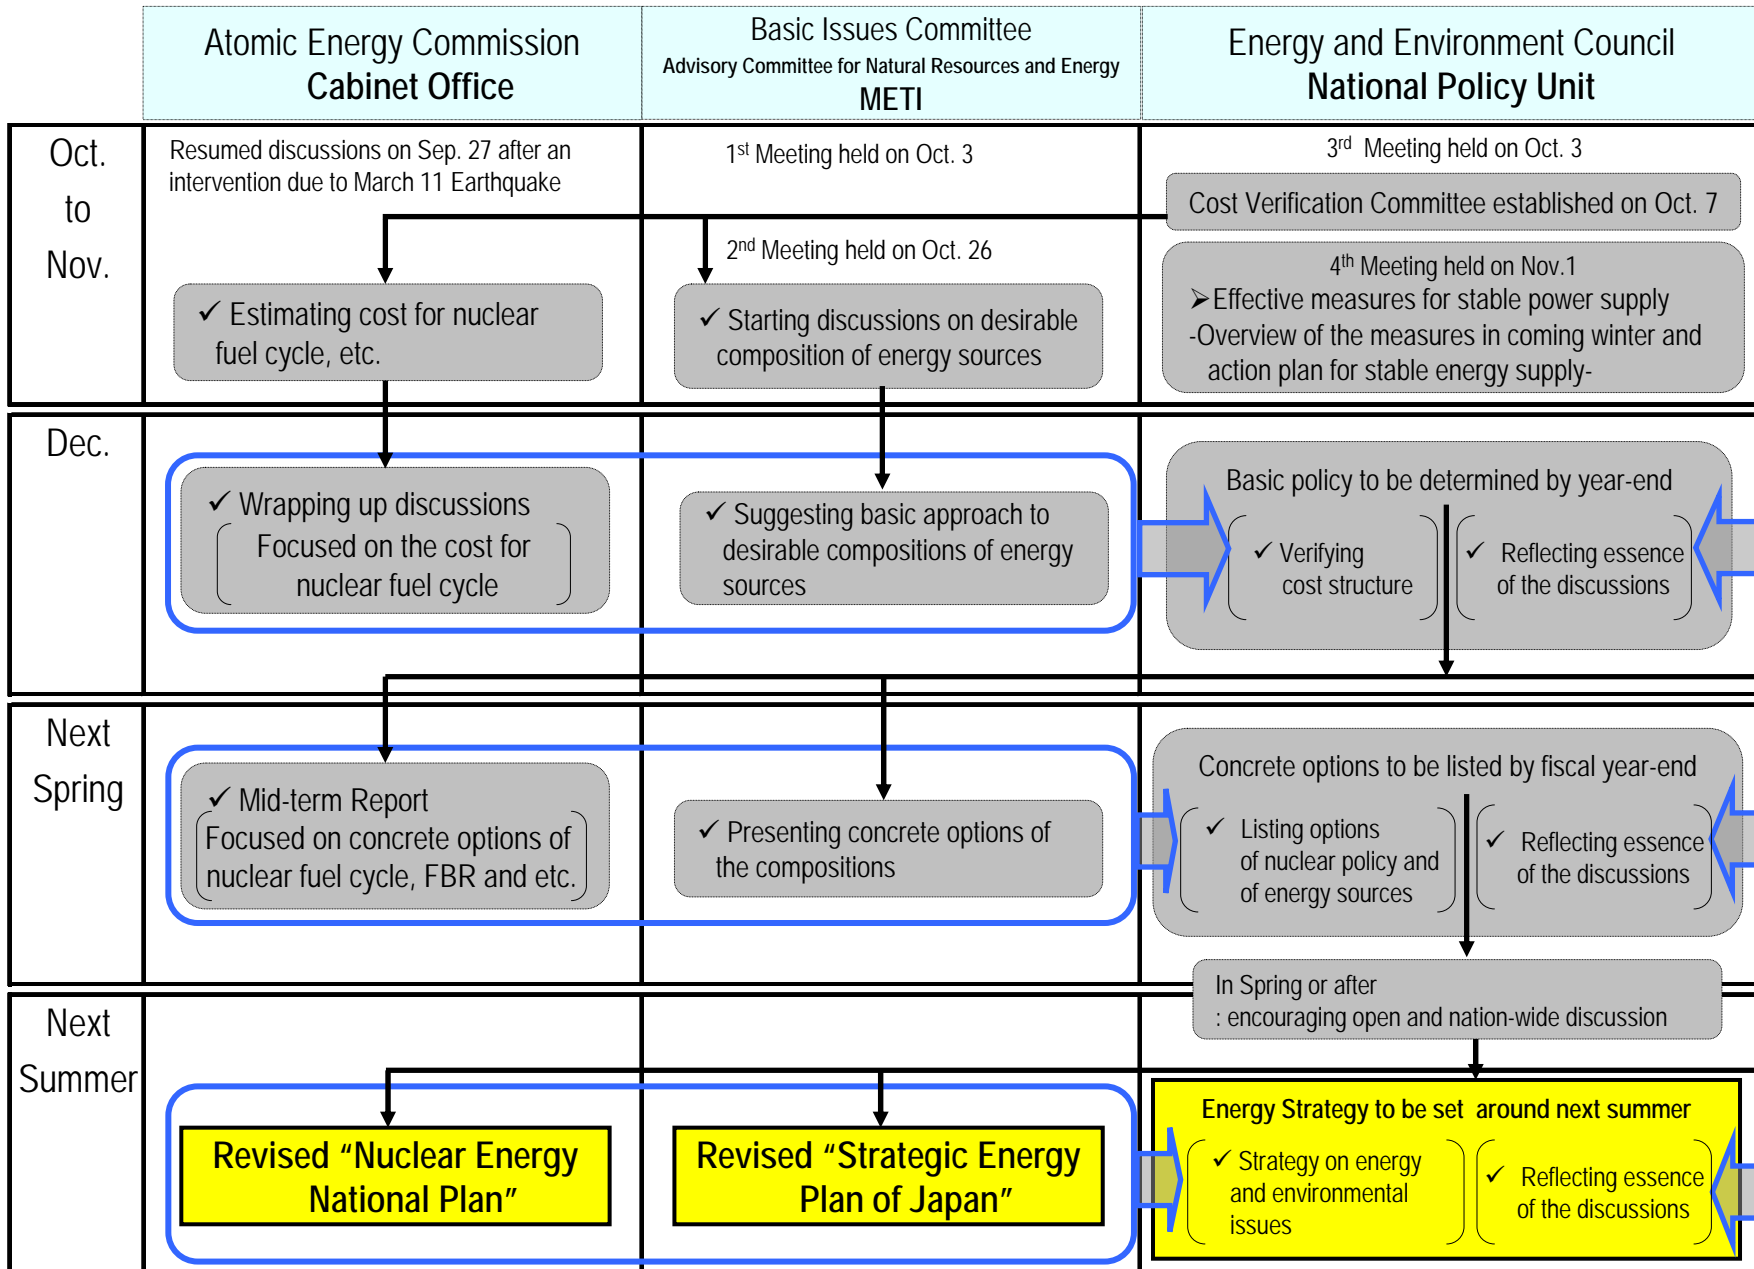 Atomic Energy Commission
Cabinet Office
Basic Issues Committee
Advisory Committee for Natural Resources and Energy
METI
Energy and Environment Council
National Policy Unit
Oct.
to
Nov.
Resumed discussions on Sep. 27 after an
intervention due to March 11 Earthquake
✓ Estimating cost for nuclear
fuel cycle, etc.
1st Meeting held on Oct. 3
2nd Meeting held on Oct. 26
✓ Starting discussions on desirable
composition of energy sources
3rd Meeting held on Oct. 3
Cost Verification Committee established on Oct. 7
4th Meeting held on Nov.1
➢Effective measures for stable power supply
-Overview of the measures in coming winter and
action plan for stable energy supply-
Dec.
✓ Wrapping up discussions
Focused on the cost for
nuclear fuel cycle
✓ Suggesting basic approach to
desirable compositions of energy
sources
Basic policy to be determined by year-end
✓ Verifying
cost structure
✓ Reflecting essence
of the discussions
Next
Spring
✓ Mid-term Report
Focused on concrete options of
nuclear fuel cycle, FBR and etc.
✓ Presenting concrete options of
the compositions
Concrete options to be listed by fiscal year-end
✓ Listing options
of nuclear policy and
of energy sources
✓ Reflecting essence
of the discussions
In Spring or after
: encouraging open and nation-wide discussion
Next
Summer
Revised “Nuclear Energy
National Plan”
Revised “Strategic Energy
Plan of Japan”
Energy Strategy to be set around next summer
✓ Strategy on energy
and environmental
issues
✓ Reflecting essence
of the discussions